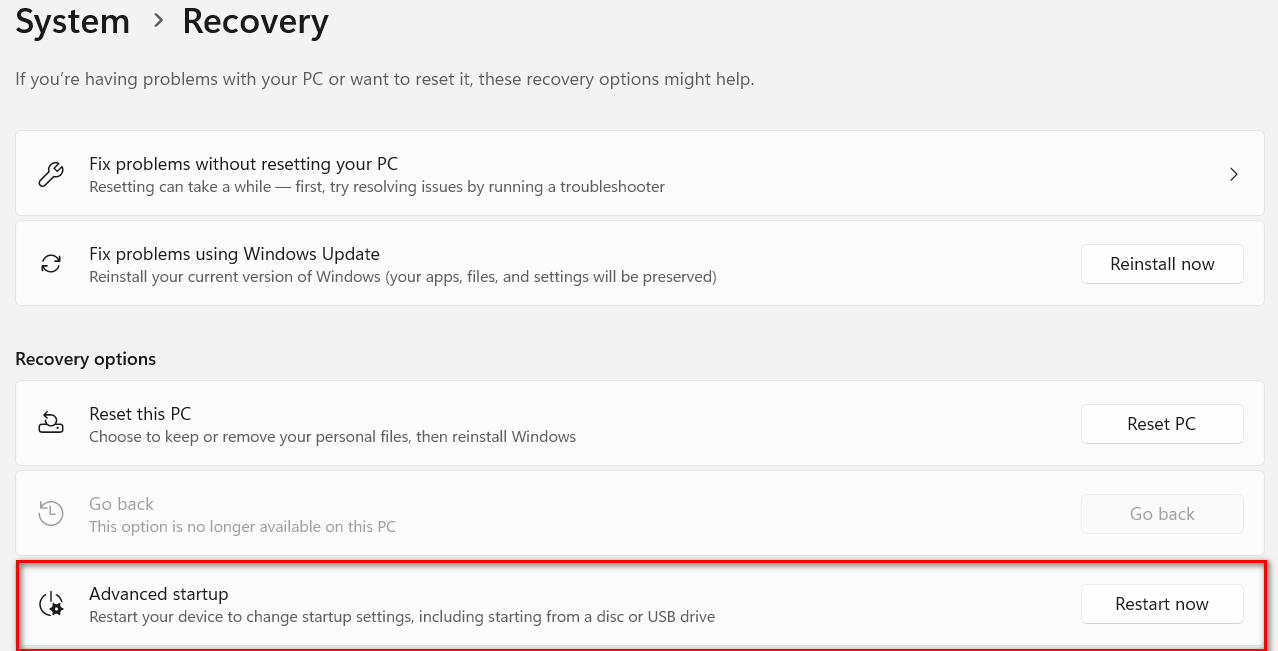 System > Recovery
If you’re having problems with your PC or want to reset it, these recovery options might help.
Fix problems without resetting your PC
Resetting can take a while — first, try resolving issues by running a troubleshooter
Fix problems using Windows Update
Reinstall your current version of Windows (your apps, files, and settings will be preserved)
Reinstall now
Recovery options
Reset this PC
Choose to keep or remove your personal files, then reinstall Windows
Reset PC
Go back
This option is no longer available on this PC
Go back
Advanced startup
Restart your device to change startup settings, including starting from a disc or USB drive
Restart now